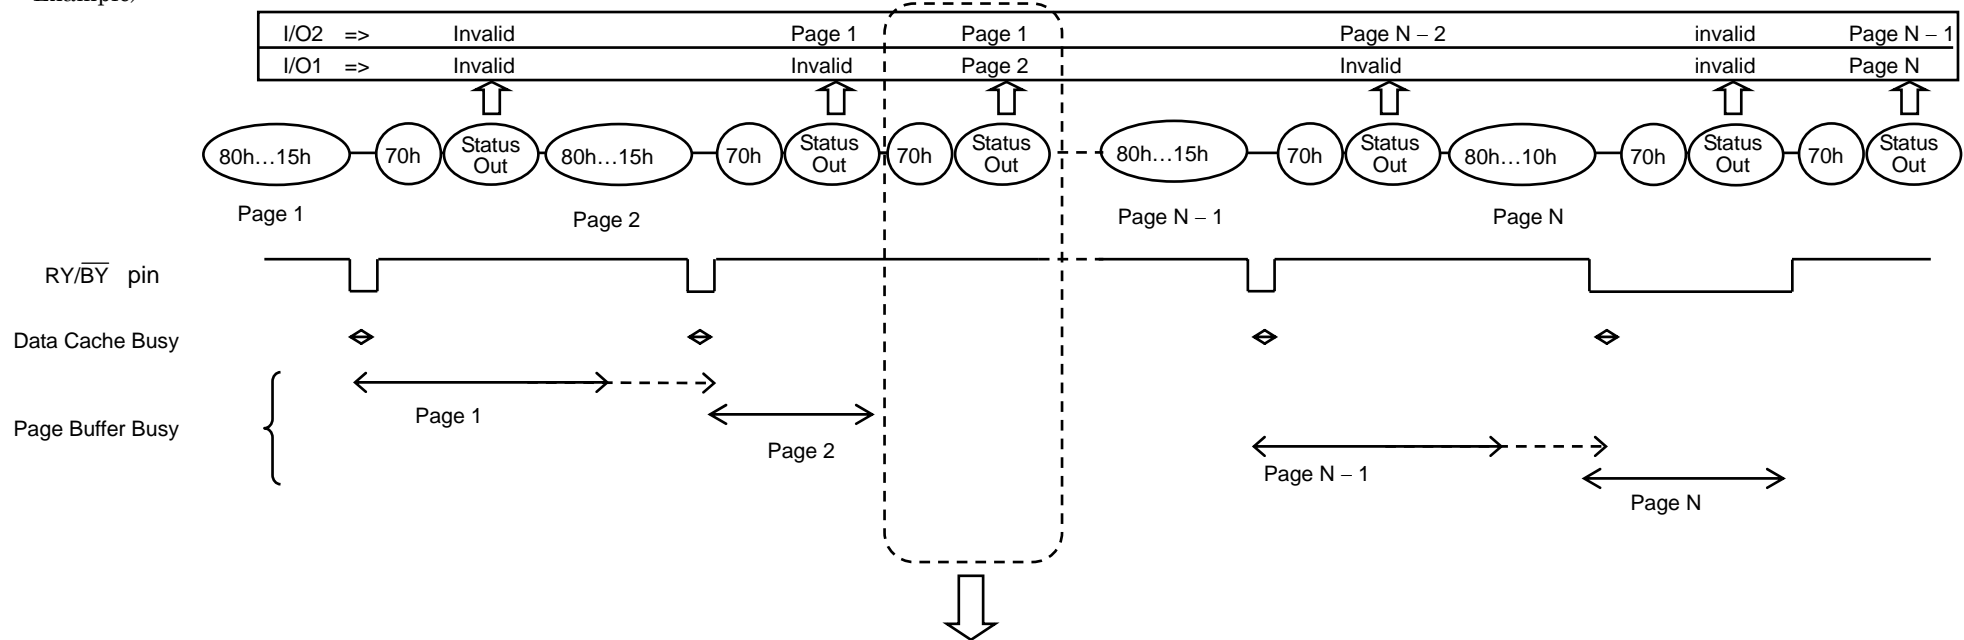 Example)
I/O2 => Invalid Page 1 Page 1 Page N – 2 invalid Page N – 1
I/O1 => Invalid Invalid Page 2 Invalid invalid Page N
80h…15h 70h Status Out 80h…15h 70h Status Out 70h Status Out 80h…15h 70h Status Out 80h…10h 70h Status Out 70h Status Out
Page 1 Page 2 Page N – 1 Page N
RY/BY pin
Data Cache Busy
Page 1
Page Buffer Busy
Page 2
Page N – 1
Page N